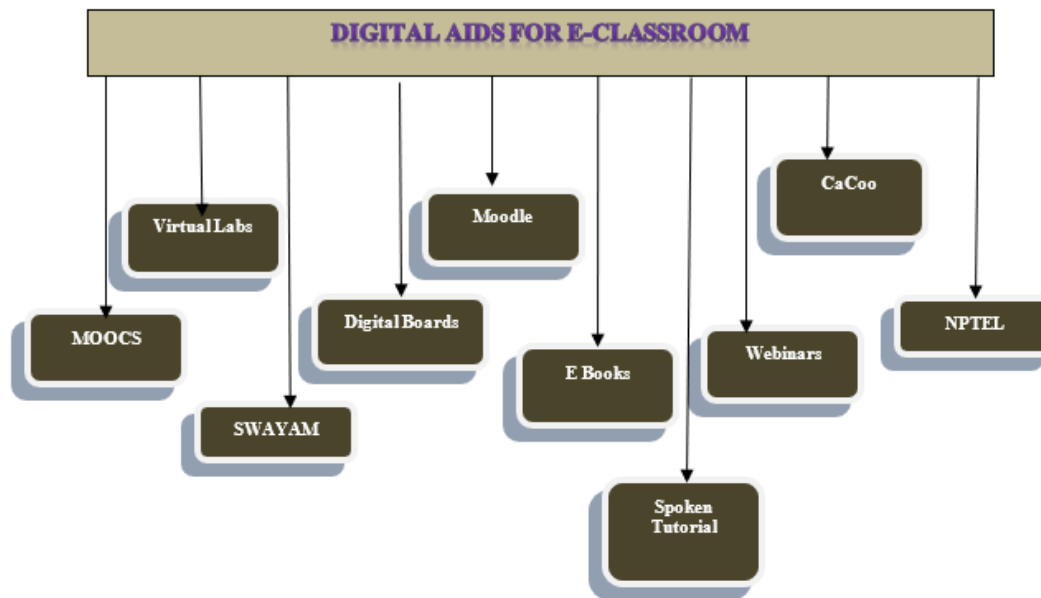 DIGITAL AIDS FOR E-CLASSROOM
CaCoo
Virtual Labs
Moodle
MOOCS
Digital Boards
NPTEL
E Books
Webinars
SWAYAM
Spoken
Tutorial